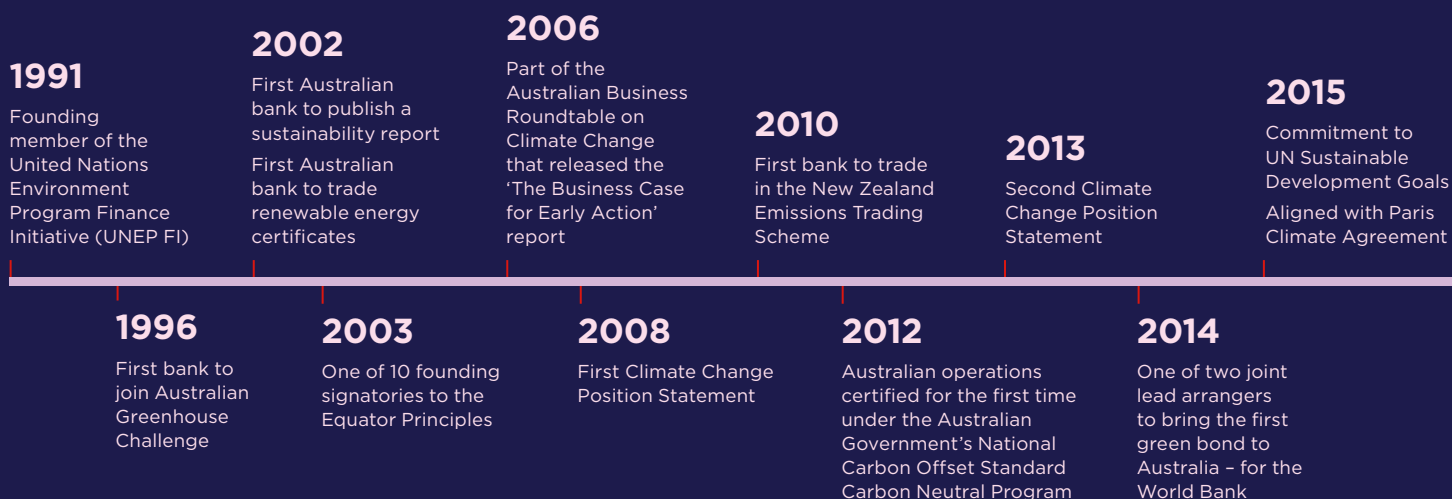 1991
Founding
member of the
United Nations
Environment
Program Finance
Initiative (UNEP FI)
1996
First bank to
join Australian
Greenhouse
Challenge
2002
First Australian
bank to publish a
sustainability report
First Australian
bank to trade
renewable energy
certificates
2003
One of 10 founding
signatories to the
Equator Principles
2006
Part of the
Australian Business
Roundtable on
Climate Change
that released the
‘The Business Case
for Early Action’
report
2008
First Climate Change
Position Statement
2010
First bank to trade
in the New Zealand
Emissions Trading
Scheme
2012
Australian operations
certified for the first time
under the Australian
Government’s National
Carbon Offset Standard
Carbon Neutral Program
2013
Second Climate
Change Position
Statement
2014
One of two joint
lead arrangers
to bring the first
green bond to
Australia – for the
World Bank
2015
Commitment to
UN Sustainable
Development Goals
Aligned with Paris
Climate Agreement